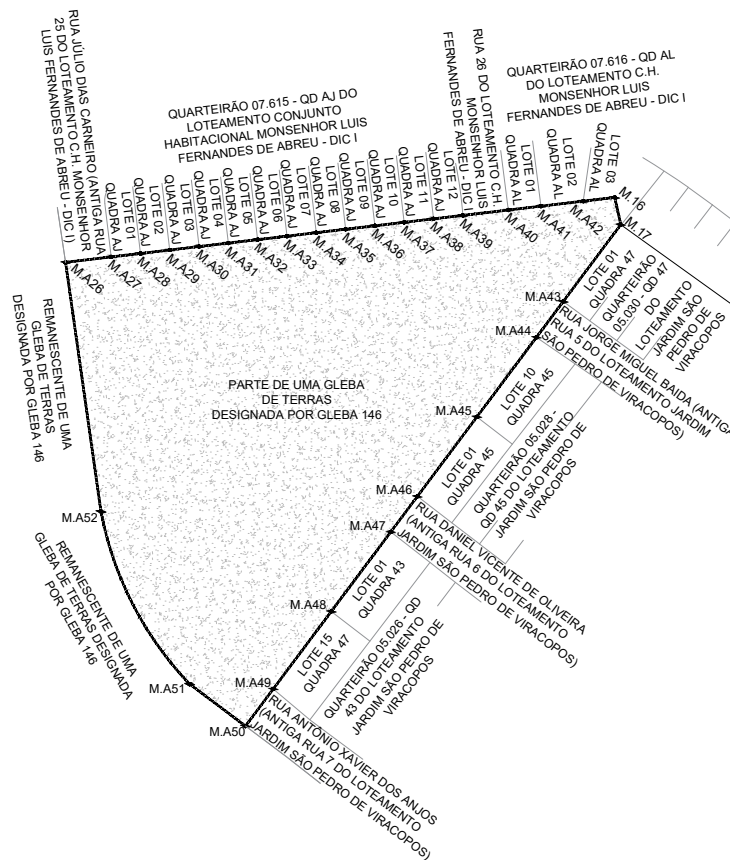 RUA JÚLIO DIAS CARNEIRO (ANTIGA RUA
25 DO LOTEAMENTO C.H. MONSENHOR
LUIS FERNANDES DE ABREU - DIC I)
QUARTEIRÃO 07.615 - QD AJ DO
LOTEAMENTO CONJUNTO
HABITACIONAL MONSENHOR LUIS
FERNANDES DE ABREU - DIC I
RUA 26 DO LOTEAMENTO C.H.
MONSENHOR LUIS
FERNANDES DE ABREU - DIC I
QUARTEIRÃO 07.616 - QD AL
DO LOTEAMENTO C.H.
MONSENHOR LUIS
FERNANDES DE ABREU - DIC I
LOTE 01
QUADRA AJ
LOTE 02
QUADRA AJ
LOTE 03
QUADRA AJ
LOTE 04
QUADRA AJ
LOTE 05
QUADRA AJ
LOTE 06
QUADRA AJ
LOTE 07
QUADRA AJ
LOTE 08
QUADRA AJ
LOTE 09
QUADRA AJ
LOTE 10
QUADRA AJ
LOTE 11
QUADRA AJ
LOTE 12
QUADRA AJ
LOTE 01
QUADRA AL
LOTE 02
QUADRA AL
LOTE 03
QUADRA AL
M.A26
M.A27
M.A28
M.A29
M.A30
M.A31
M.A32
M.A33
M.A34
M.A35
M.A36
M.A37
M.A38
M.A39
M.A40
M.A41
M.A42
M.16
M.17
LOTE 01
QUADRA 47
QUARTEIRÃO
05.030 - QD 47
DO
LOTEAMENTO
JARDIM SÃO
PEDRO DE
VIRACOPOS
M.A43
RUA JORGE MIGUEL BAIDA (ANTIGA
RUA 5 DO LOTEAMENTO JARDIM
SÃO PEDRO DE VIRACOPOS)
M.A44
REMANESCENTE DE UMA
GLEBA DE TERRAS
DESIGNADA POR GLEBA 146
PARTE DE UMA GLEBA
DE TERRAS
DESIGNADA POR GLEBA 146
LOTE 10
QUADRA 45
M.A45
LOTE 01
QUADRA 45
QUARTEIRÃO 05.028 -
QD 45 DO LOTEAMENTO
JARDIM SÃO PEDRO DE
VIRACOPOS
M.A46
RUA DANIEL VICENTE DE OLIVEIRA
(ANTIGA RUA 6 DO LOTEAMENTO
JARDIM SÃO PEDRO DE VIRACOPOS)
M.A47
M.A52
REMANESCENTE DE UMA
GLEBA DE TERRAS DESIGNADA
POR GLEBA 146
LOTE 01
QUADRA 43
M.A48
LOTE 15
QUADRA 47
QUARTEIRÃO 05.026 - QD
43 DO LOTEAMENTO
JARDIM SÃO PEDRO DE
VIRACOPOS
M.A49
M.A51
M.A50
RUA ANTÔNIO XAVIER DOS ANJOS
(ANTIGA RUA 7 DO LOTEAMENTO
JARDIM SÃO PEDRO DE VIRACOPOS)